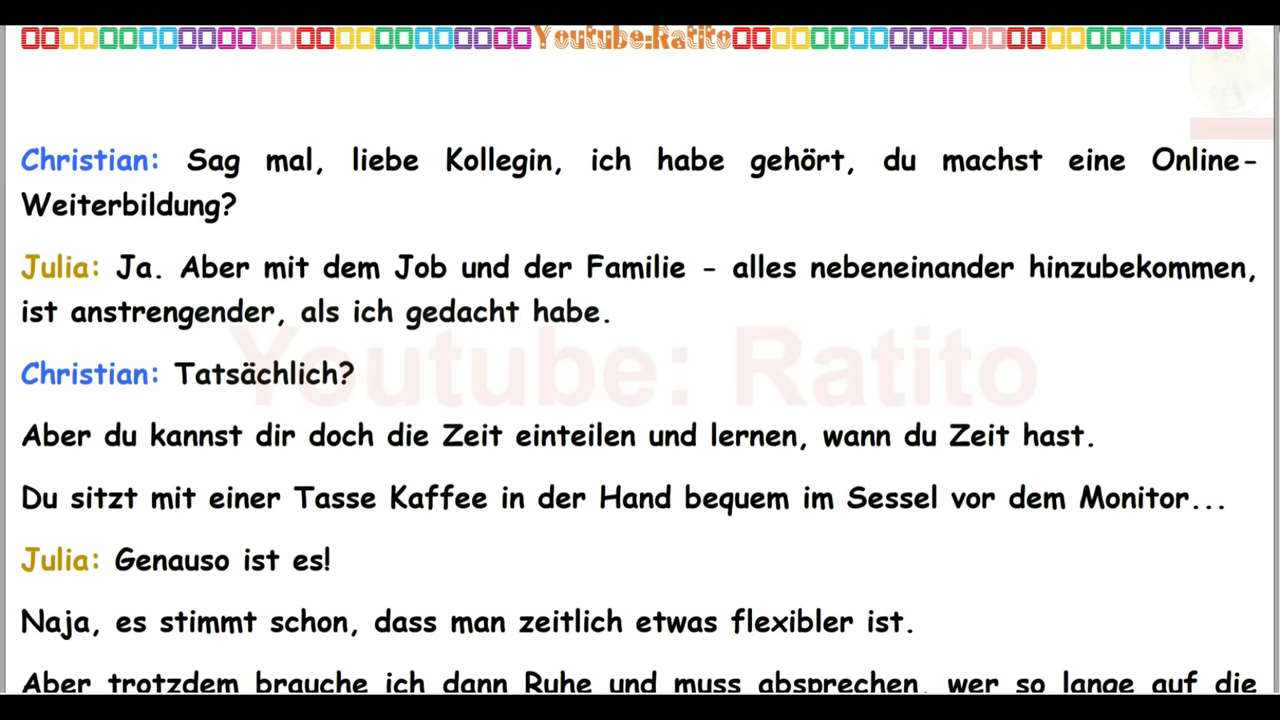 Youtube:Ratito
Christian: Sag mal, liebe Kollegin, ich habe gehört, du machst eine Online-
Weiterbildung?
Julia: Ja. Aber mit dem Job und der Familie - alles nebeneinander hinzubekommen,
ist anstrengender, als ich gedacht habe.
Youtube: Ratito
Christian: Tatsächlich?
Aber du kannst dir doch die Zeit einteilen und lernen, wann du Zeit hast.
Du sitzt mit einer Tasse Kaffee in der Hand bequem im Sessel vor dem Monitor...
Julia: Genauso ist es!
Naja, es stimmt schon, dass man zeitlich etwas flexibler ist.
Aber trotzdem brauche ich dann Ruhe und muss absprechen, wer so lange auf die